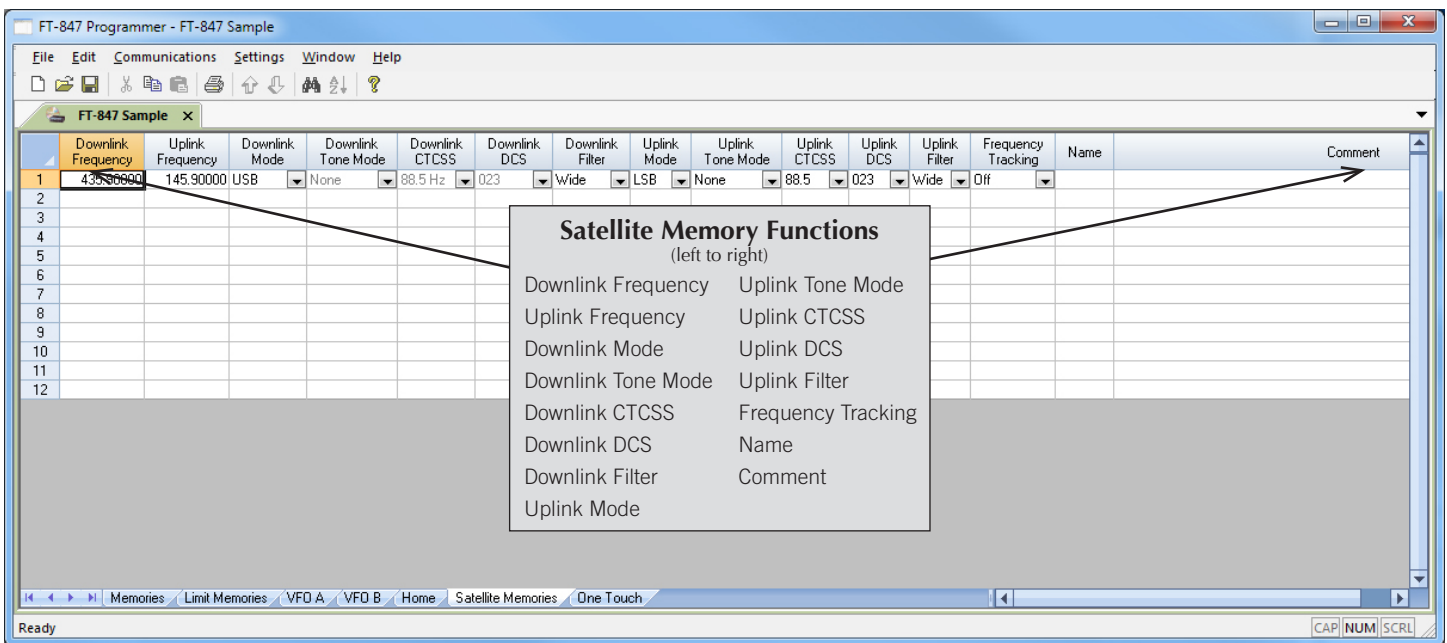 FT-847 Programmer - FT-847 Sample
File Edit Communications Settings Window Help
FT-847 Sample X
Downlink Frequency Uplink Frequency Downlink Mode Downlink Tone Mode Downlink CTCSS Downlink DCS Downlink Filter Uplink Mode Uplink Tone Mode Uplink CTCSS Uplink DCS Uplink Filter Frequency Tracking Name Comment
1 435.90000 145.90000 USB None 88.5 Hz 023 Wide LSB None 88.5 023 Wide Off
2
3
4
5
6
7
8
9
10
11
12
Satellite Memory Functions
(left to right)
Downlink Frequency Uplink Tone Mode
Uplink Frequency Uplink CTCSS
Downlink Mode Uplink DCS
Downlink Tone Mode Uplink Filter
Downlink CTCSS Frequency Tracking
Downlink DCS Name
Downlink Filter Comment
Uplink Mode
Memories Limit Memories VFO A VFO B Home Satellite Memories One Touch
Ready CAP NUM SCRL